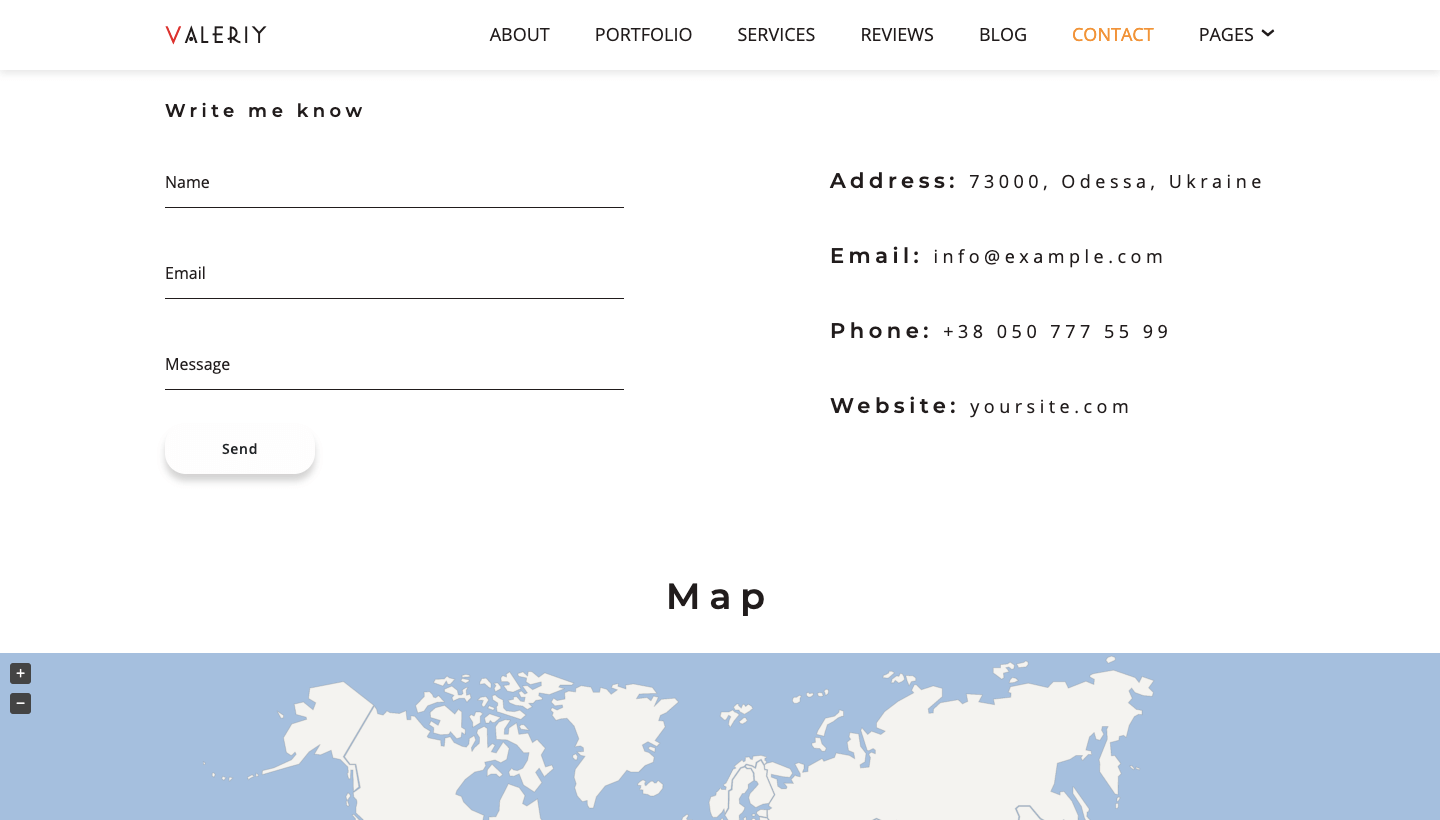 VALERIY
ABOUT PORTFOLIO SERVICES REVIEWS BLOG CONTACT PAGES
Write me know
Name
Email
Message
Send
Address: 73000, Odessa, Ukraine
Email: info@example.com
Phone: +38 050 777 55 99
Website: yoursite.com
Map
+
−